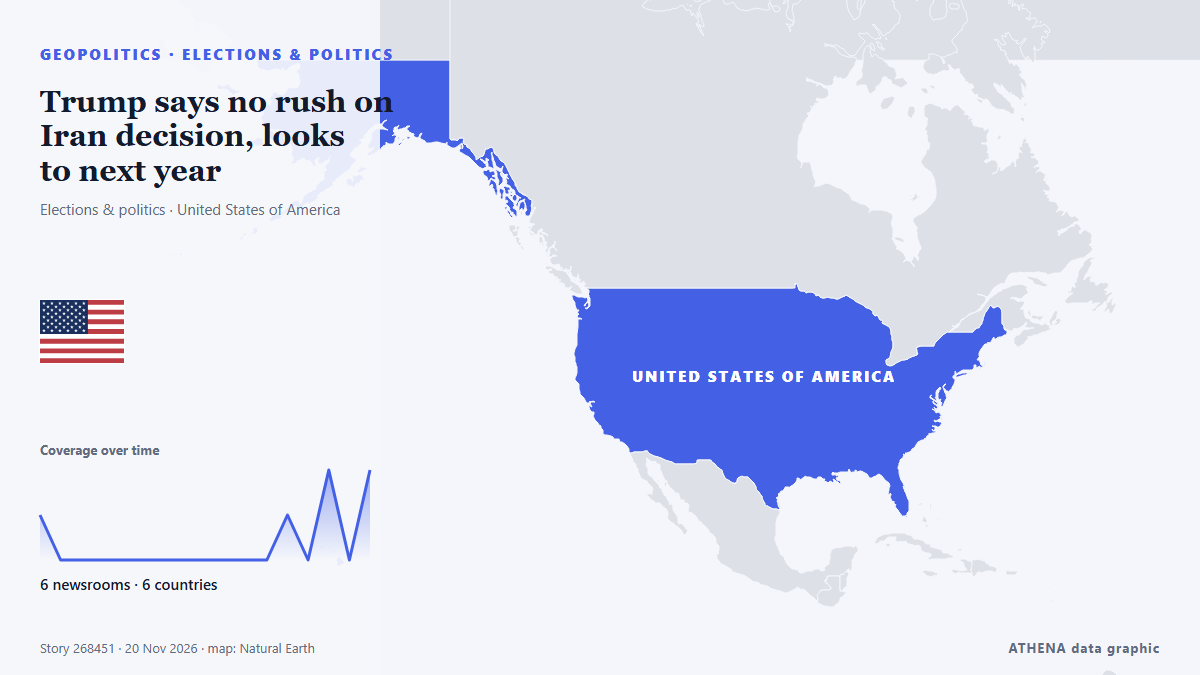 GEOPOLITICS · ELECTIONS & POLITICS
Trump says no rush on
Iran decision, looks
to next year
Elections & politics · United States of America
UNITED STATES OF AMERICA
Coverage over time
6 newsrooms · 6 countries
Story 268451 · 20 Nov 2026 · map: Natural Earth
ATHENA data graphic